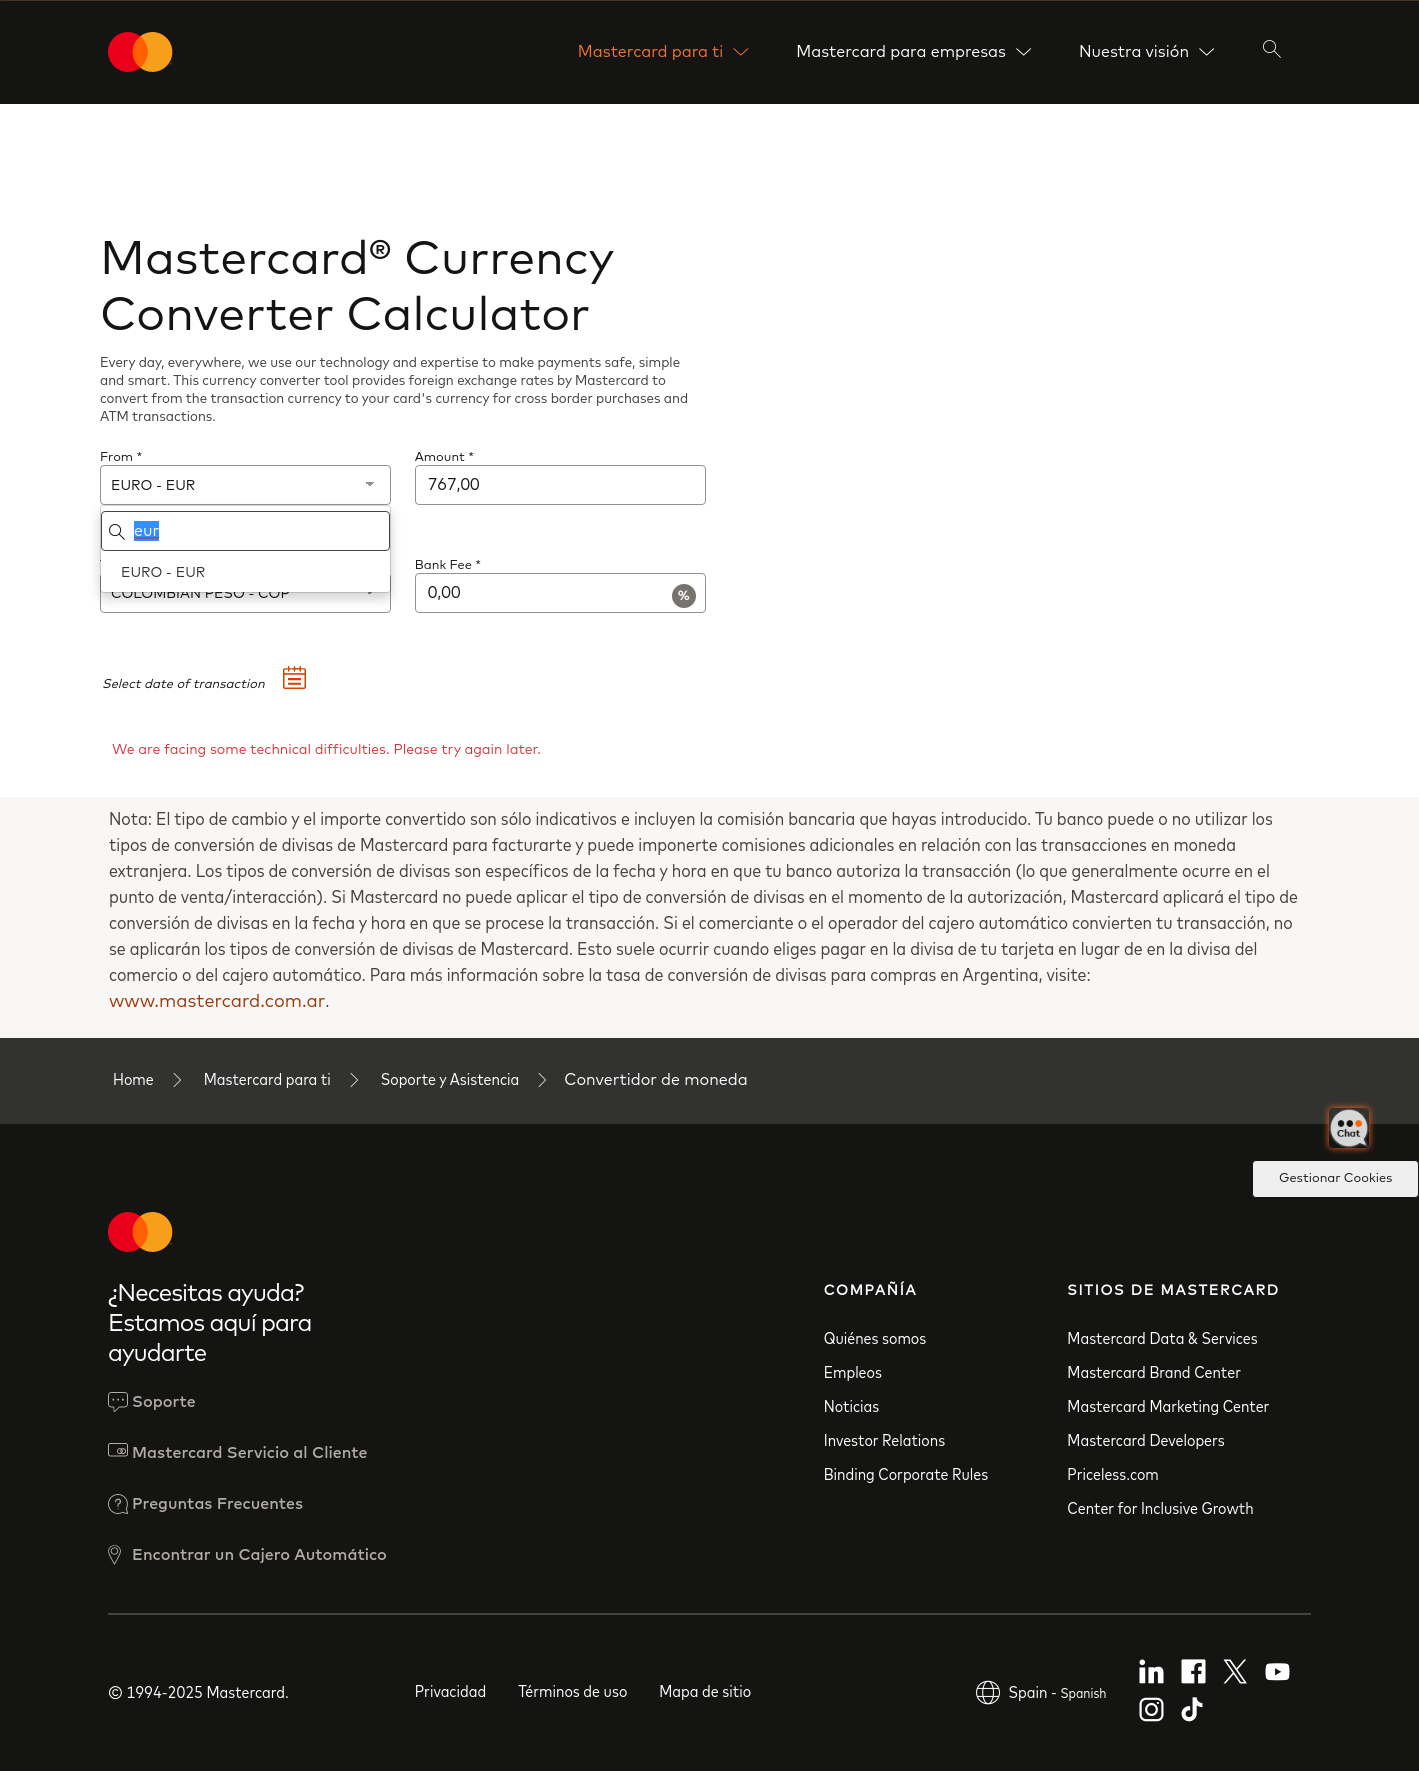 Mastercard para ti
Mastercard para empresas
Nuestra visión
Mastercard® Currency
Converter Calculator
Every day, everywhere, we use our technology and expertise to make payments safe, simple
and smart. This currency converter tool provides foreign exchange rates by Mastercard to
convert from the transaction currency to your card's currency for cross border purchases and
ATM transactions.
From *
Amount *
EURO - EUR
767,00
eur
EURO - EUR
Bank Fee *
COLOMBIAN PESO - COP
0,00
%
Select date of transaction
We are facing some technical difficulties. Please try again later.
Nota: El tipo de cambio y el importe convertido son sólo indicativos e incluyen la comisión bancaria que hayas introducido. Tu banco puede o no utilizar los
tipos de conversión de divisas de Mastercard para facturarte y puede imponerte comisiones adicionales en relación con las transacciones en moneda
extranjera. Los tipos de conversión de divisas son específicos de la fecha y hora en que tu banco autoriza la transacción (lo que generalmente ocurre en el
punto de venta/interacción). Si Mastercard no puede aplicar el tipo de conversión de divisas en el momento de la autorización, Mastercard aplicará el tipo de
conversión de divisas en la fecha y hora en que se procese la transacción. Si el comerciante o el operador del cajero automático convierten tu transacción, no
se aplicarán los tipos de conversión de divisas de Mastercard. Esto suele ocurrir cuando eliges pagar en la divisa de tu tarjeta en lugar de en la divisa del
comercio o del cajero automático. Para más información sobre la tasa de conversión de divisas para compras en Argentina, visite:
www.mastercard.com.ar.
Home
Mastercard para ti
Soporte y Asistencia
Convertidor de moneda
Chat
Gestionar Cookies
¿Necesitas ayuda?
Estamos aquí para
ayudarte
Soporte
Mastercard Servicio al Cliente
Preguntas Frecuentes
Encontrar un Cajero Automático
COMPAÑÍA
Quiénes somos
Empleos
Noticias
Investor Relations
Binding Corporate Rules
SITIOS DE MASTERCARD
Mastercard Data & Services
Mastercard Brand Center
Mastercard Marketing Center
Mastercard Developers
Priceless.com
Center for Inclusive Growth
© 1994-2025 Mastercard.
Privacidad
Términos de uso
Mapa de sitio
Spain - Spanish